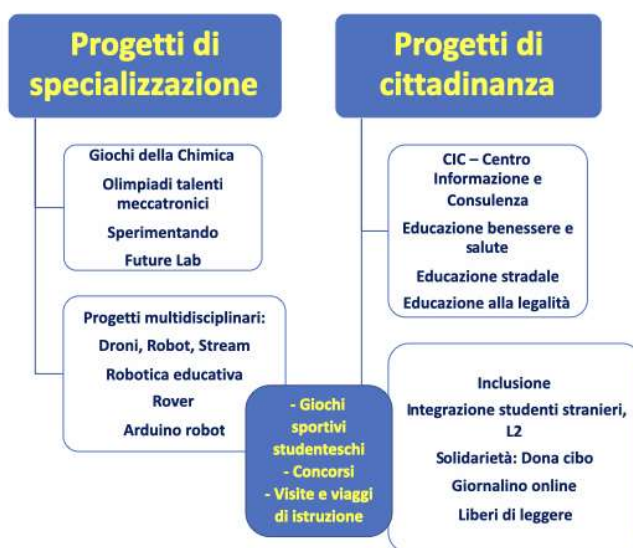 Progetti di
specializzazione
Giochi della Chimica
Olimpiadi talenti
meccatronici
Sperimentando
Future Lab
Progetti multidisciplinari:
Droni, Robot, Stream
Robotica educativa
Rover
Arduino robot
Progetti di
cittadinanza
CIC – Centro
Informazione e
Consulenza
Educazione benessere e
salute
Educazione stradale
Educazione alla legalità
Inclusione
Integrazione studenti stranieri,
L2
Solidarietà: Dona cibo
Giornalino online
Liberi di leggere
- Giochi
sportivi
studenteschi
- Concorsi
- Visite e viaggi
di istruzione